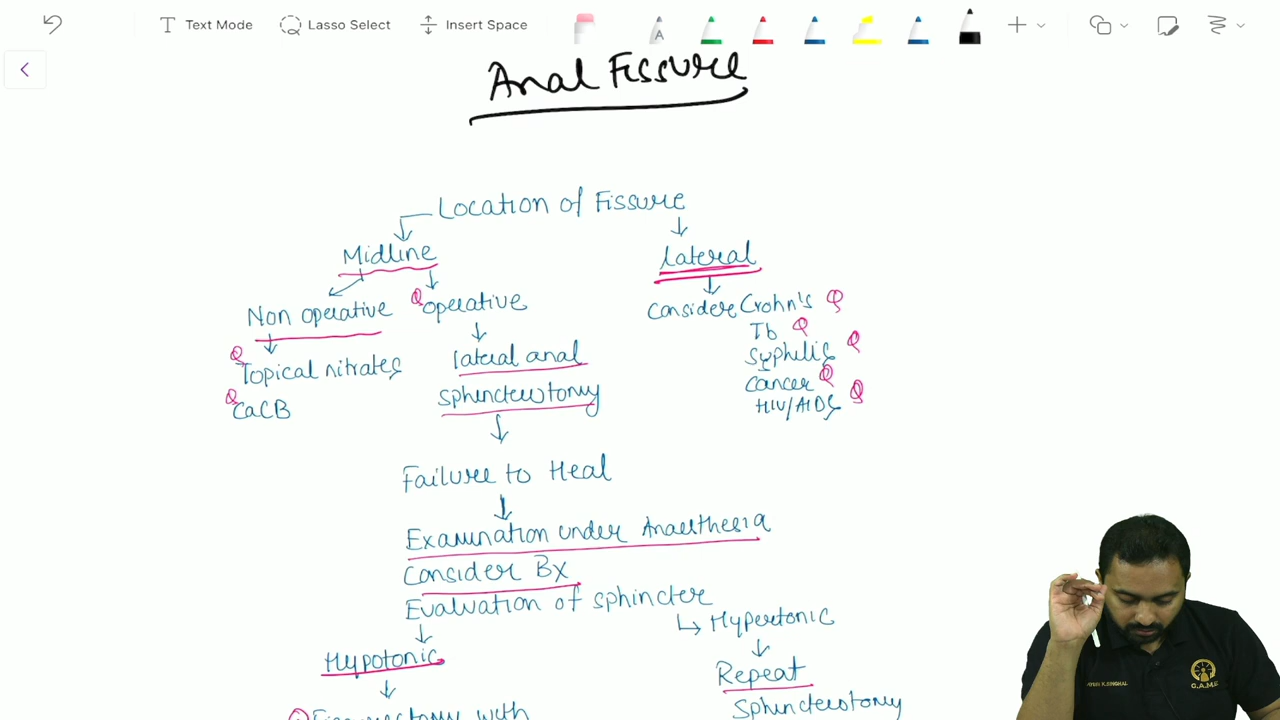 Text Mode
Lasso Select
Insert Space
A
Anal Fissure
Location of Fissure
Midline
Lateral
Non operative
Q operative
Consider Crohn's Q
Tb Q
Syphilis Q
Cancer Q
HIV/AIDS Q
Q Topical nitrates
Q CaCB
lateral anal
sphincterotomy
Failure to Heal
Examination under Anaesthesia
Consider Bx
Evaluation of sphincter
Hypertonic
Hypotonic
Repeat
Sphincterotomy
Fissurectomy with
G.A.M.E